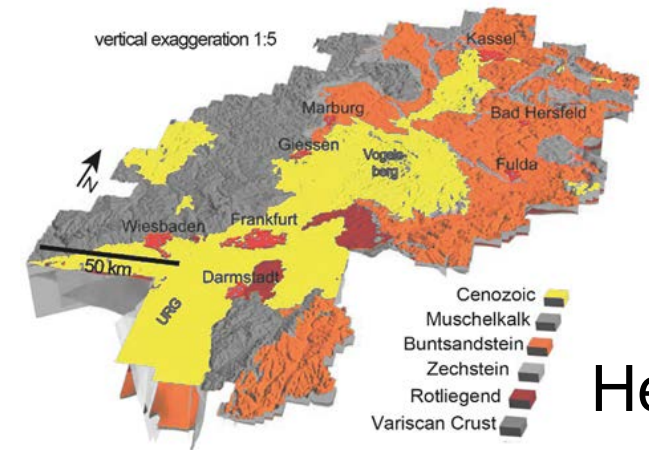 vertical exaggeration 1:5
Kassel
Marburg
Bad Hersfeld
Giessen
Vogels-
berg
Fulda
N
Wiesbaden
Frankfurt
50 km
Darmstadt
URG
Cenozoic
Muschelkalk
Buntsandstein
Zechstein
Rotliegend
Variscan Crust
He